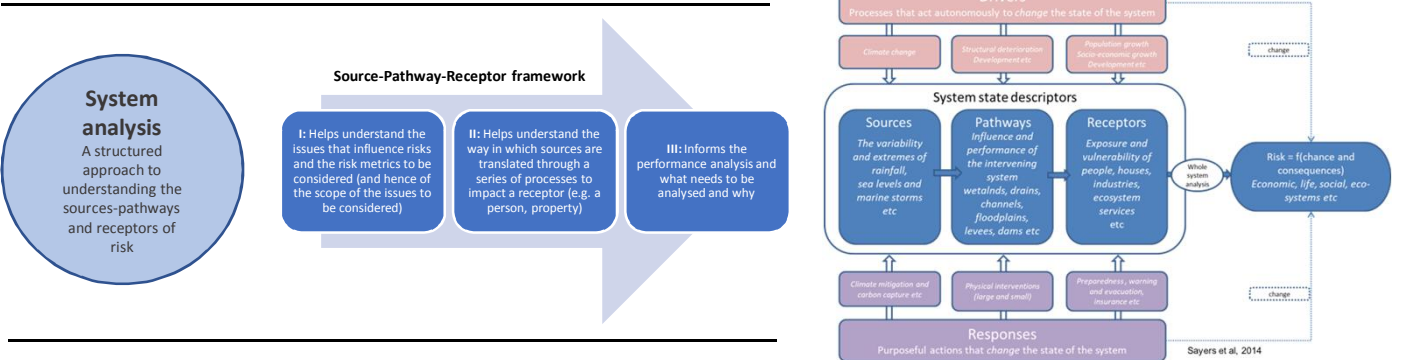 System
analysis
A structured
approach to
understanding the
sources-pathways
and receptors of
risk
Source-Pathway-Receptor framework
I: Helps understand the
issues that influence risks
and the risk metrics to be
considered (and hence of
the scope of the issues to
be considered)
II: Helps understand the
way in which sources are
translated through a
series of processes to
impact a receptor (e.g. a
person, property)
III: Informs the
performance analysis and
what needs to be
analysed and why
Processes that act autonomously to change the state of the system
Climate change
Structural deterioration
Development etc
Population growth
Socio-economic growth
Development etc
change
System state descriptors
Sources
The variability
and extremes of
rainfall,
sea levels and
marine storms
etc
Pathways
Influence and
performance of
the intervening
system
wetalnds, drains,
channels,
floodplains,
levees, dams etc
Receptors
Exposure and
vulnerability of
people, houses,
industries,
ecosystem
services
etc
Whole
system
analysis
Risk = f(chance and
consequences)
Economic, life, social, eco-
systems etc
Climate mitigation and
carbon capture etc
Physical interventions
(large and small)
Preparedness, warning
and evacuation,
insurance etc
change
Responses
Purposeful actions that change the state of the system
Sayers et al, 2014